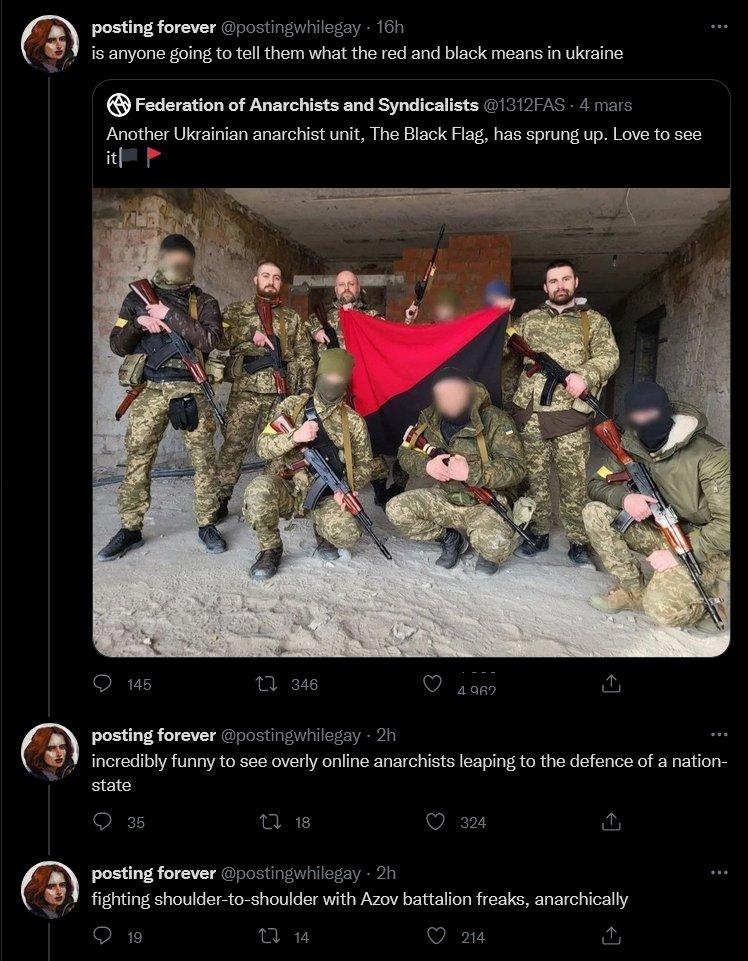 posting forever @postingwhilegay · 16h
is anyone going to tell them what the red and black means in ukraine
Federation of Anarchists and Syndicalists @1312FAS · 4 mars
Another Ukrainian anarchist unit, The Black Flag, has sprung up. Love to see
it
145 346 4 962
posting forever @postingwhilegay · 2h
incredibly funny to see overly online anarchists leaping to the defence of a nation-
state
35 18 324
posting forever @postingwhilegay · 2h
fighting shoulder-to-shoulder with Azov battalion freaks, anarchically
19 14 214